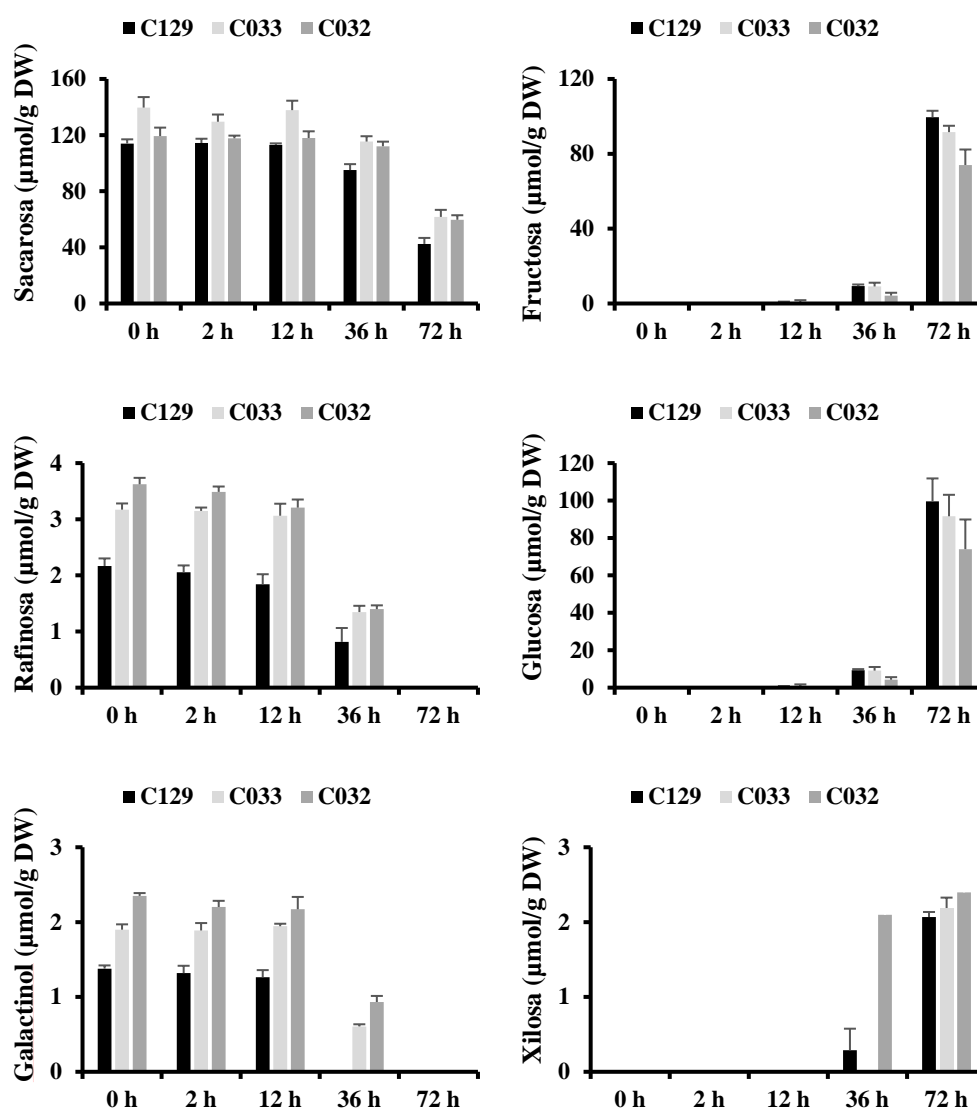 C129 C033 C032
Sacarosa (µmol/g DW)
160
120
80
40
0
0 h 2 h 12 h 36 h 72 h
C129 C033 C032
Fructosa (µmol/g DW)
120
80
40
0
0 h 2 h 12 h 36 h 72 h
C129 C033 C032
Rafinosa (µmol/g DW)
4
3
2
1
0
0 h 2 h 12 h 36 h 72 h
C129 C033 C032
Glucosa (µmol/g DW)
120
100
80
60
40
20
0
0 h 2 h 12 h 36 h 72 h
C129 C033 C032
Galactinol (µmol/g DW)
3
2
1
0
0 h 2 h 12 h 36 h 72 h
C129 C033 C032
Xilosa (µmol/g DW)
3
2
1
0
0 h 2 h 12 h 36 h 72 h